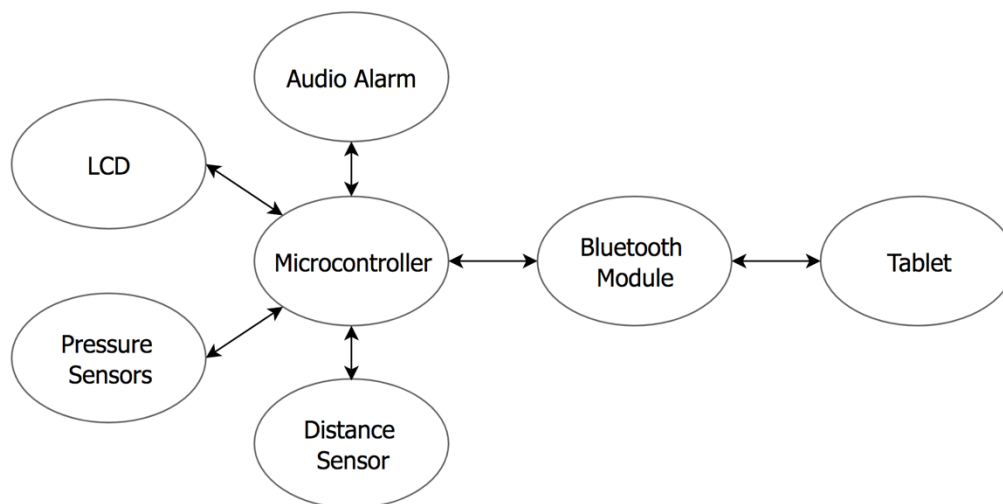 Audio Alarm
LCD
Microcontroller
Bluetooth
Module
Tablet
Pressure
Sensors
Distance
Sensor